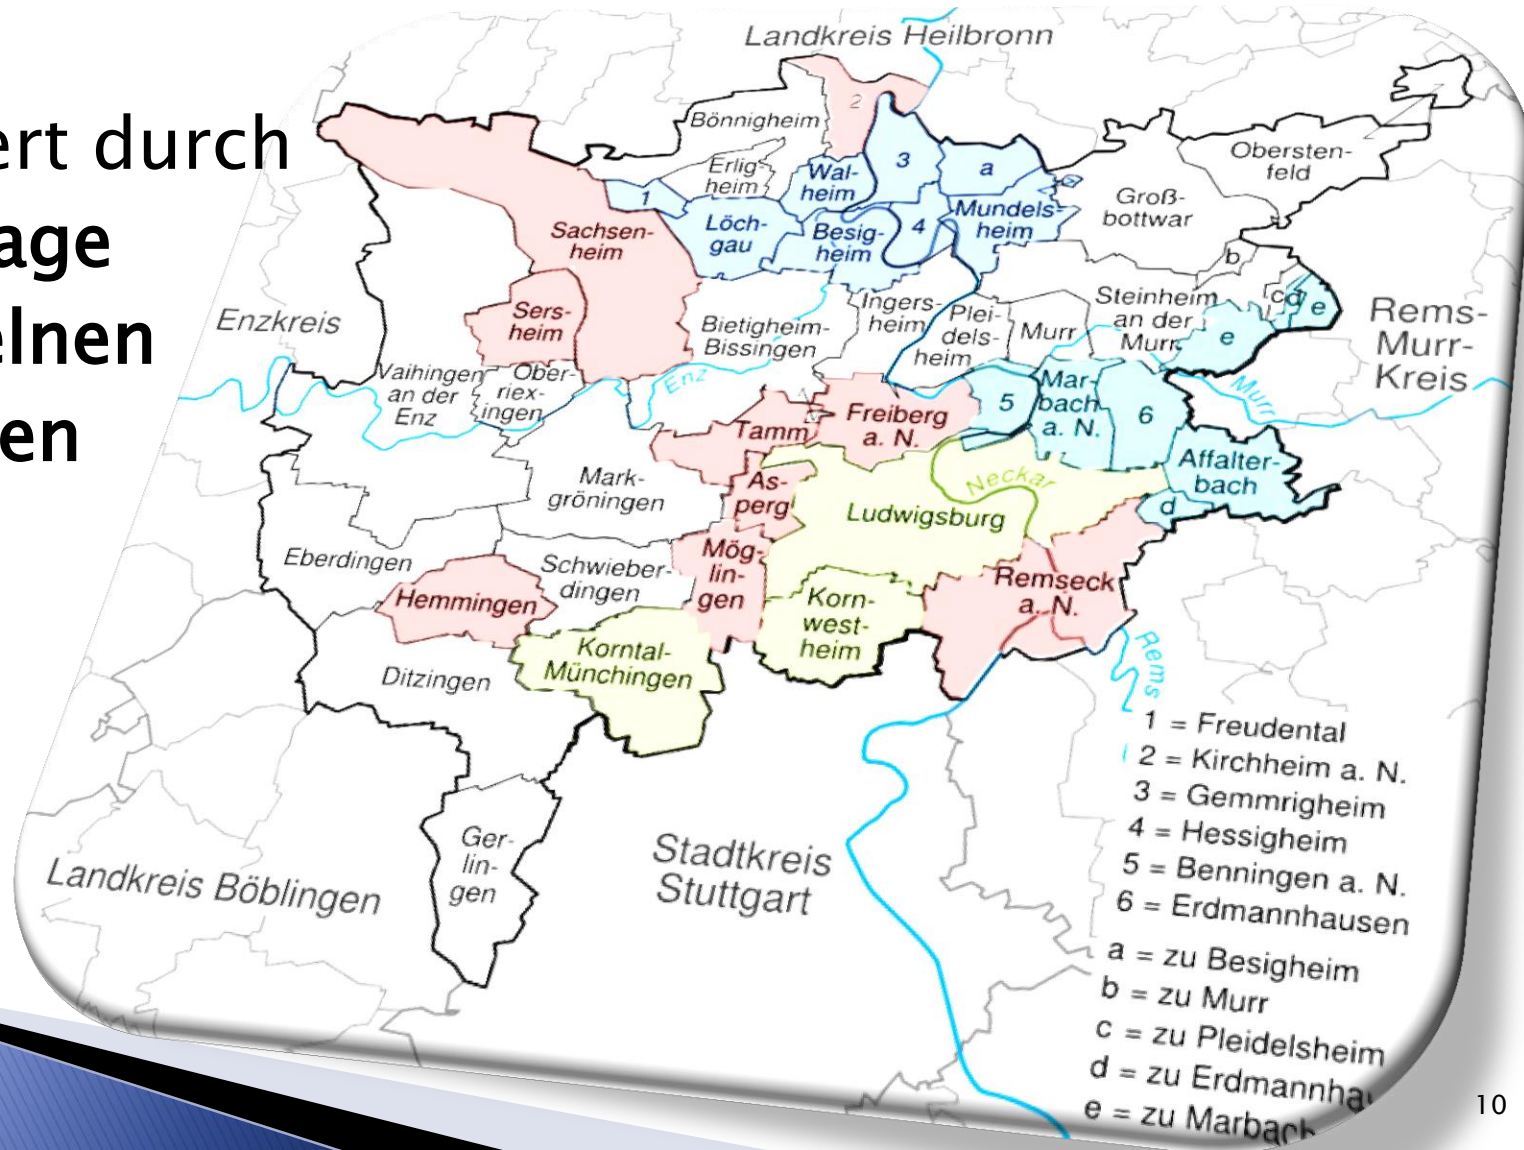 ert durch
age
elnen
en
Landkreis Heilbronn
2
Bönnigheim
Erlig-
heim
Wal-
heim
3
a
Obersten-
feld
Groß-
bottwar
1
Löch-
gau
Besig-
heim
4
Mundels-
heim
Sachsen-
heim
b
c
d
e
Steinheim
an der
Murr
e
Enzkreis
Sers-
heim
Bietigheim-
Bissingen
Ingers-
heim
Plei-
dels-
heim
Murr
Rems-
Murr-
Kreis
Vaihingen
an der
Enz
Ober-
riex-
ingen
Enz
Murr
Tamm
Freiberg
a. N.
5
Mar-
bach
a. N.
6
Affalter-
bach
d
Mark-
gröningen
As-
perg
Neckar
Ludwigsburg
Eberdingen
Schwieber-
dingen
Mög-
lin-
gen
Hemmingen
Korn-
west-
heim
Remseck
a. N.
Korntal-
Münchingen
Ditzingen
Rems
Ger-
lin-
gen
Landkreis Böblingen
Stadtkreis
Stuttgart
1 = Freudental
2 = Kirchheim a. N.
3 = Gemmrigheim
4 = Hessigheim
5 = Benningen a. N.
6 = Erdmannhausen
a = zu Besigheim
b = zu Murr
c = zu Pleidelsheim
d = zu Erdmannhau
e = zu Marbach
10